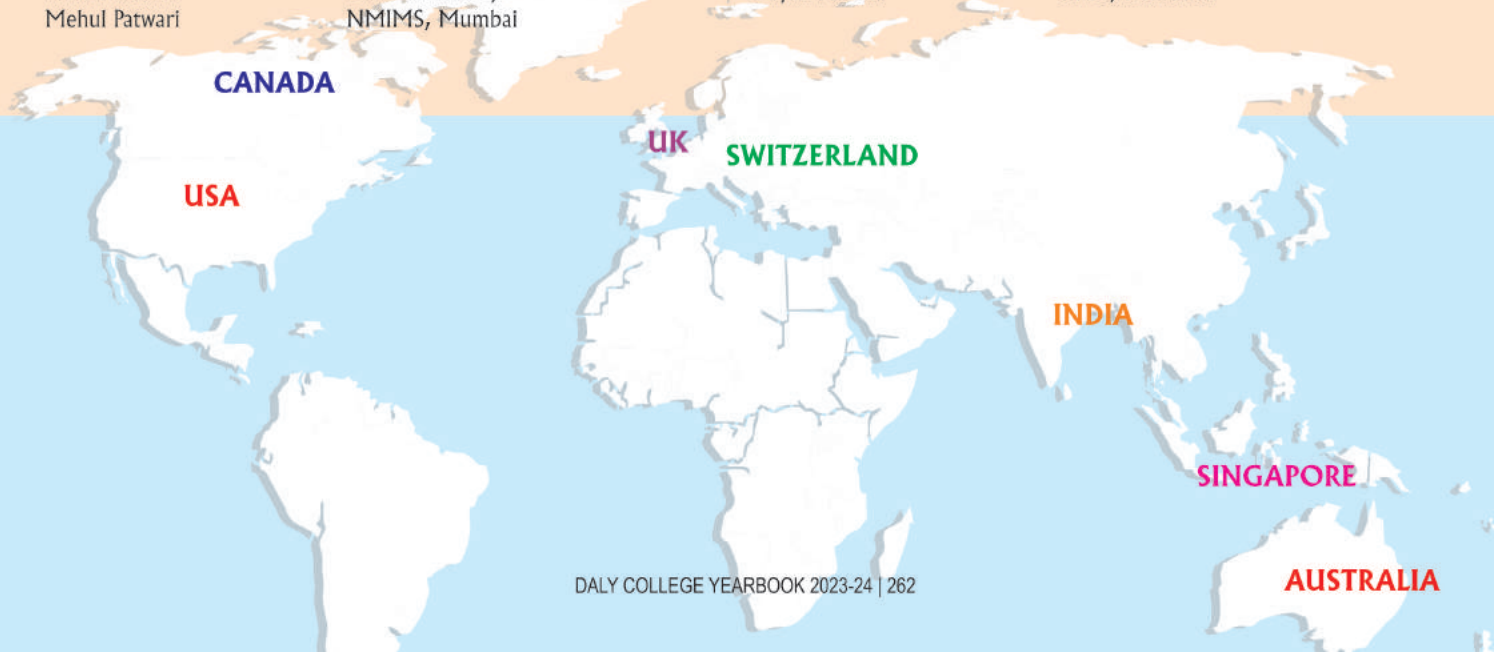 Mehul Patwari
NMIMS, Mumbai
CANADA
UK
SWITZERLAND
USA
INDIA
SINGAPORE
AUSTRALIA
DALY COLLEGE YEARBOOK 2023-24 | 262